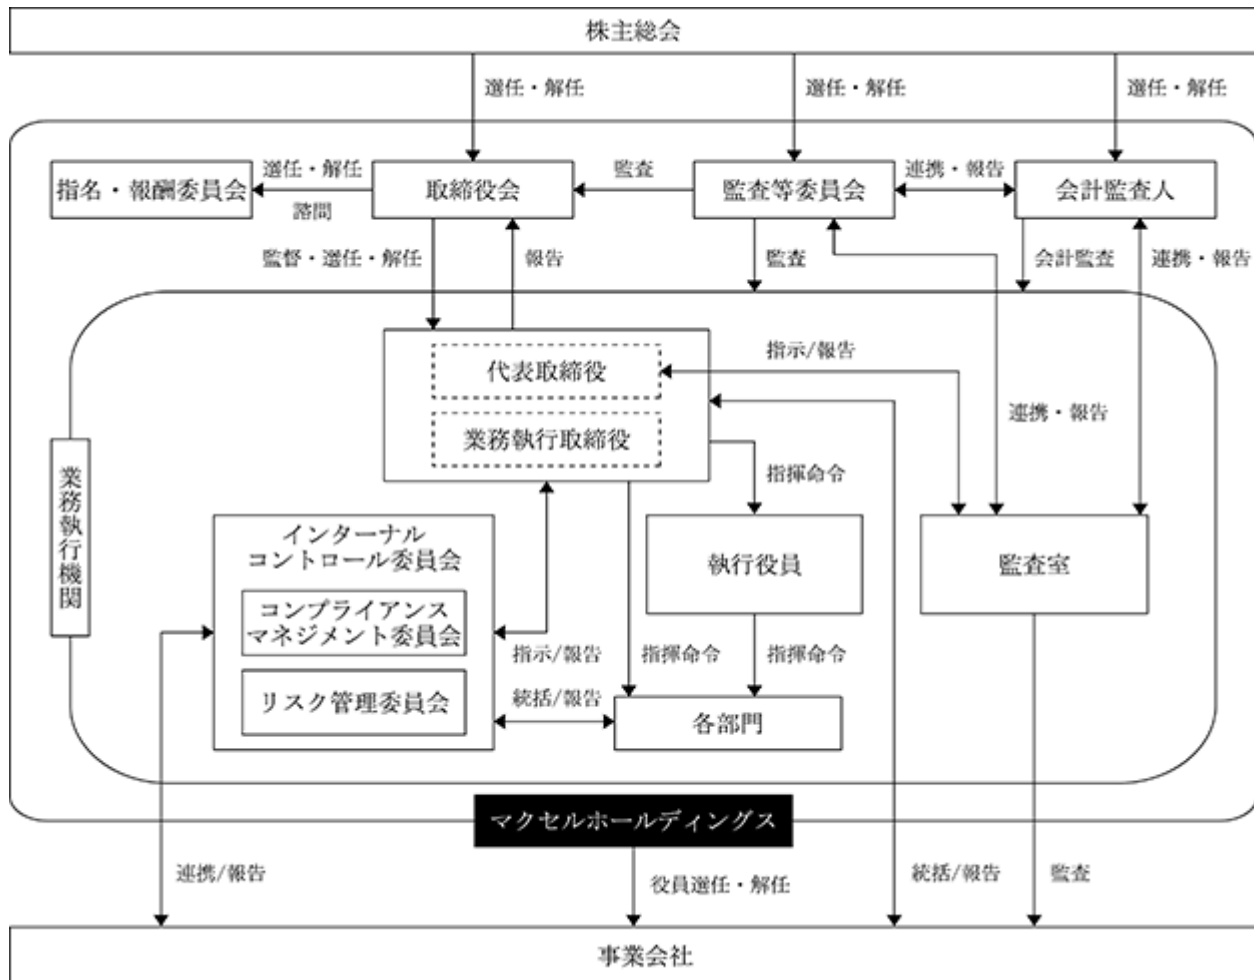 株主総会
選任・解任
選任・解任
選任・解任
指名・報酬委員会
選任・解任
諮問
取締役会
監査
監査等委員会
連携・報告
会計監査人
監督・選任・解任
報告
監査
会計監査
連携・報告
代表取締役
業務執行取締役
指示/報告
連携・報告
指揮命令
業務執行機関
インターナル
コントロール委員会
コンプライアンス
マネジメント委員会
リスク管理委員会
執行役員
監査室
指示/報告
指揮命令
指揮命令
統括/報告
各部門
マクセルホールディングス
連携/報告
役員選任・解任
統括/報告
監査
事業会社